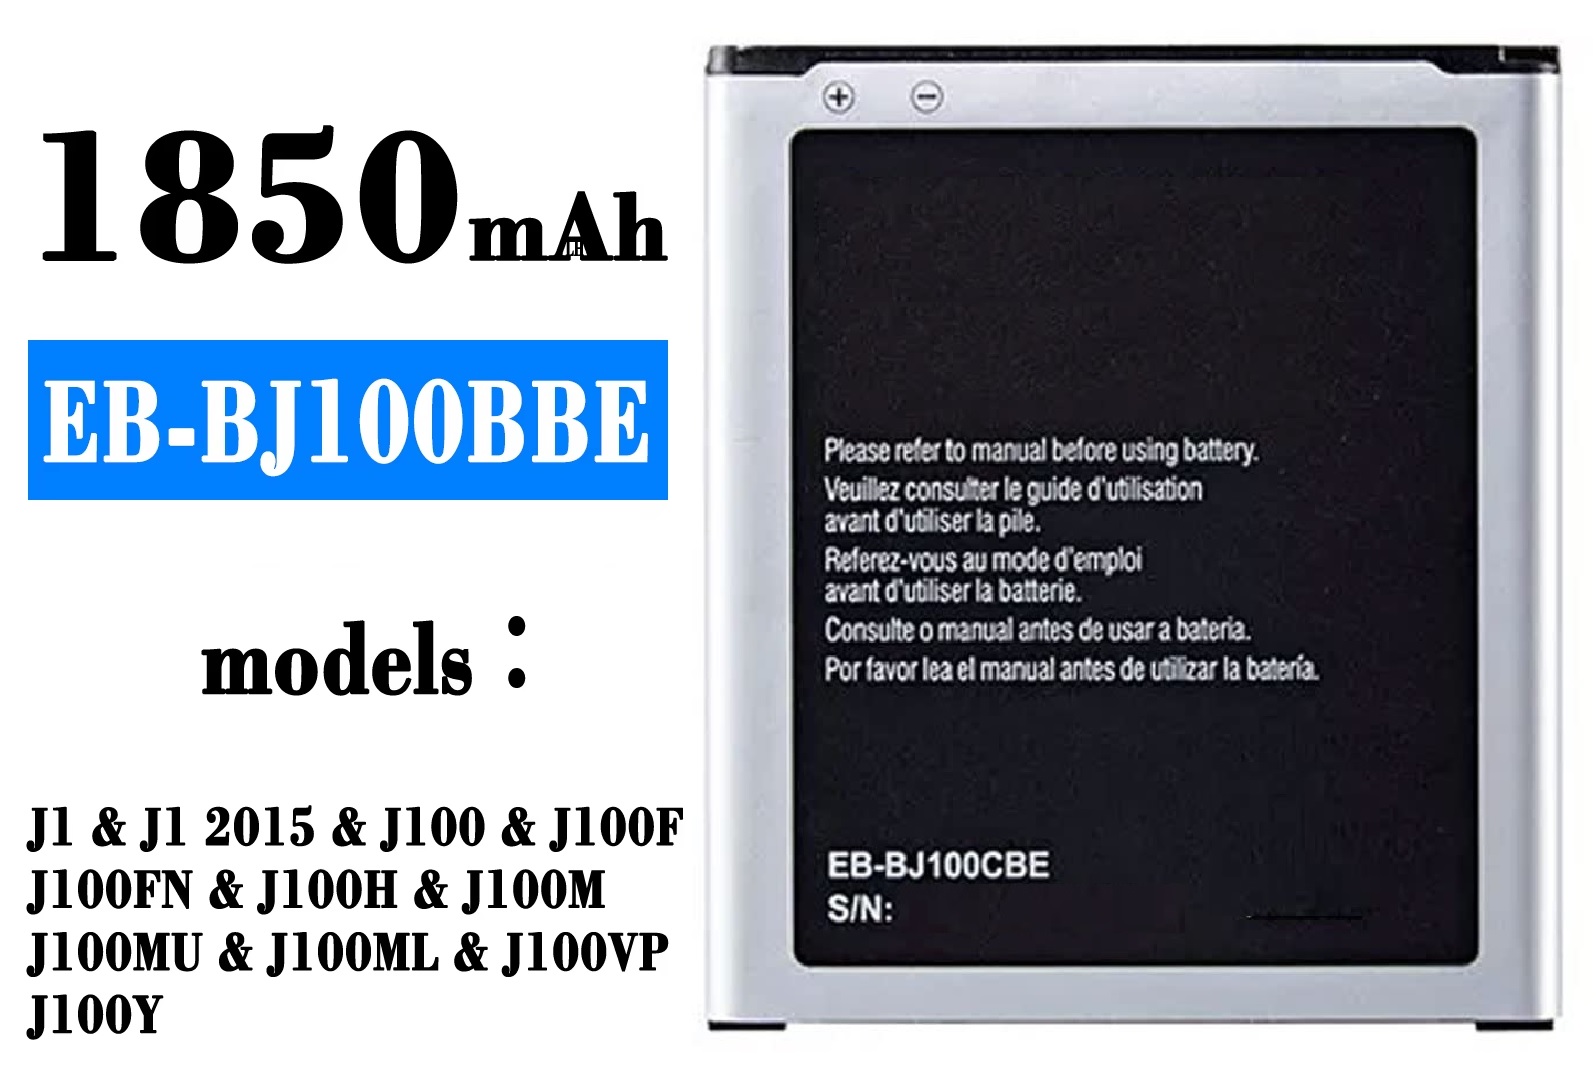 1850mAh
EB-BJ100BBE
models：
J1 & J1 2015 & J100 & J100F
J100FN & J100H & J100M
J100MU & J100ML & J100VP
J100Y
+ −
Please refer to manual before using battery.
Veuillez consulter le guide d'utilisation
avant d'utiliser la pile.
Referez-vous au mode d'emploi
avant d'utiliser la batterie.
Consulte o manual antes de usar a bateria.
Por favor lea el manual antes de utilizar la batería.
EB-BJ100CBE
S/N: